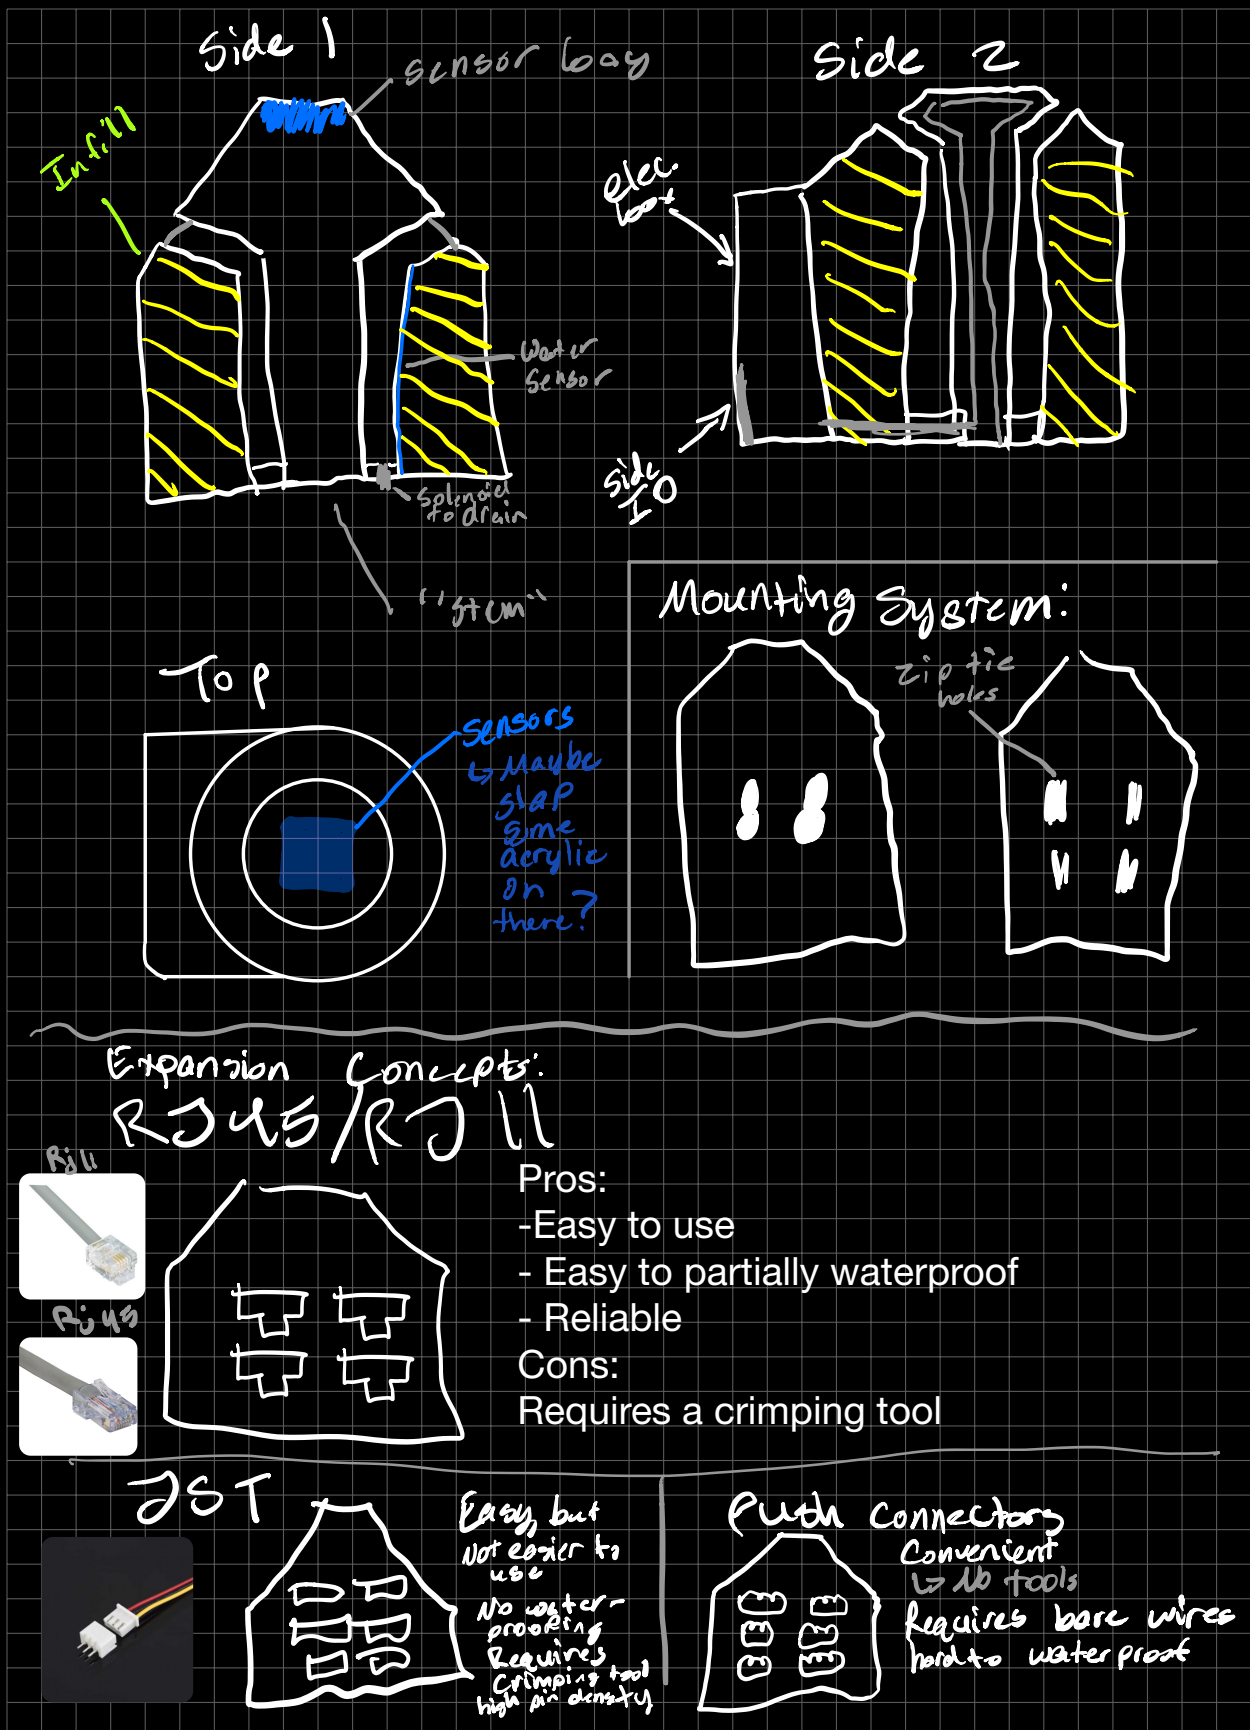 Side 1
Sensor bay
Infill
Water
Sensor
Solenoid
to drain
"stem"
Side 2
elec.
box
Side
IO
Top
Sensors
↳ Maybe
slap
some
acrylic
on
there?
Mounting System:
Zip tie
holes
Expansion Concepts:
RJ45/RJ11
RJ11
RJ45
Pros:
-Easy to use
- Easy to partially waterproof
- Reliable
Cons:
Requires a crimping tool
JST
Easy, but
Not easier to
use
No water-
proofing
Requires
Crimping tool
high pin density
Push Connectors
Convenient
↳ No tools
Requires bare wires
hard to waterproof